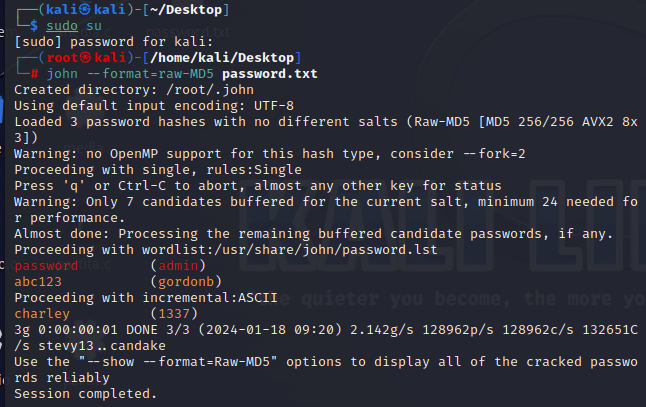 (kali㉿kali)-[~/Desktop]
$ sudo su
[sudo] password for kali:
(root㉿kali)-[/home/kali/Desktop]
# john --format=raw-MD5 password.txt
Created directory: /root/.john
Using default input encoding: UTF-8
Loaded 3 password hashes with no different salts (Raw-MD5 [MD5 256/256 AVX2 8x
3])
Warning: no OpenMP support for this hash type, consider --fork=2
Proceeding with single, rules:Single
Press 'q' or Ctrl-C to abort, almost any other key for status
Warning: Only 7 candidates buffered for the current salt, minimum 24 needed fo
r performance.
Almost done: Processing the remaining buffered candidate passwords, if any.
Proceeding with wordlist:/usr/share/john/password.lst
password         (admin)
abc123           (gordonb)
Proceeding with incremental:ASCII
charley          (1337)
3g 0:00:00:01 DONE 3/3 (2024-01-18 09:20) 2.142g/s 128962p/s 128962c/s 132651C
/s stevy13..candake
Use the "--show --format=Raw-MD5" options to display all of the cracked passwo
rds reliably
Session completed.